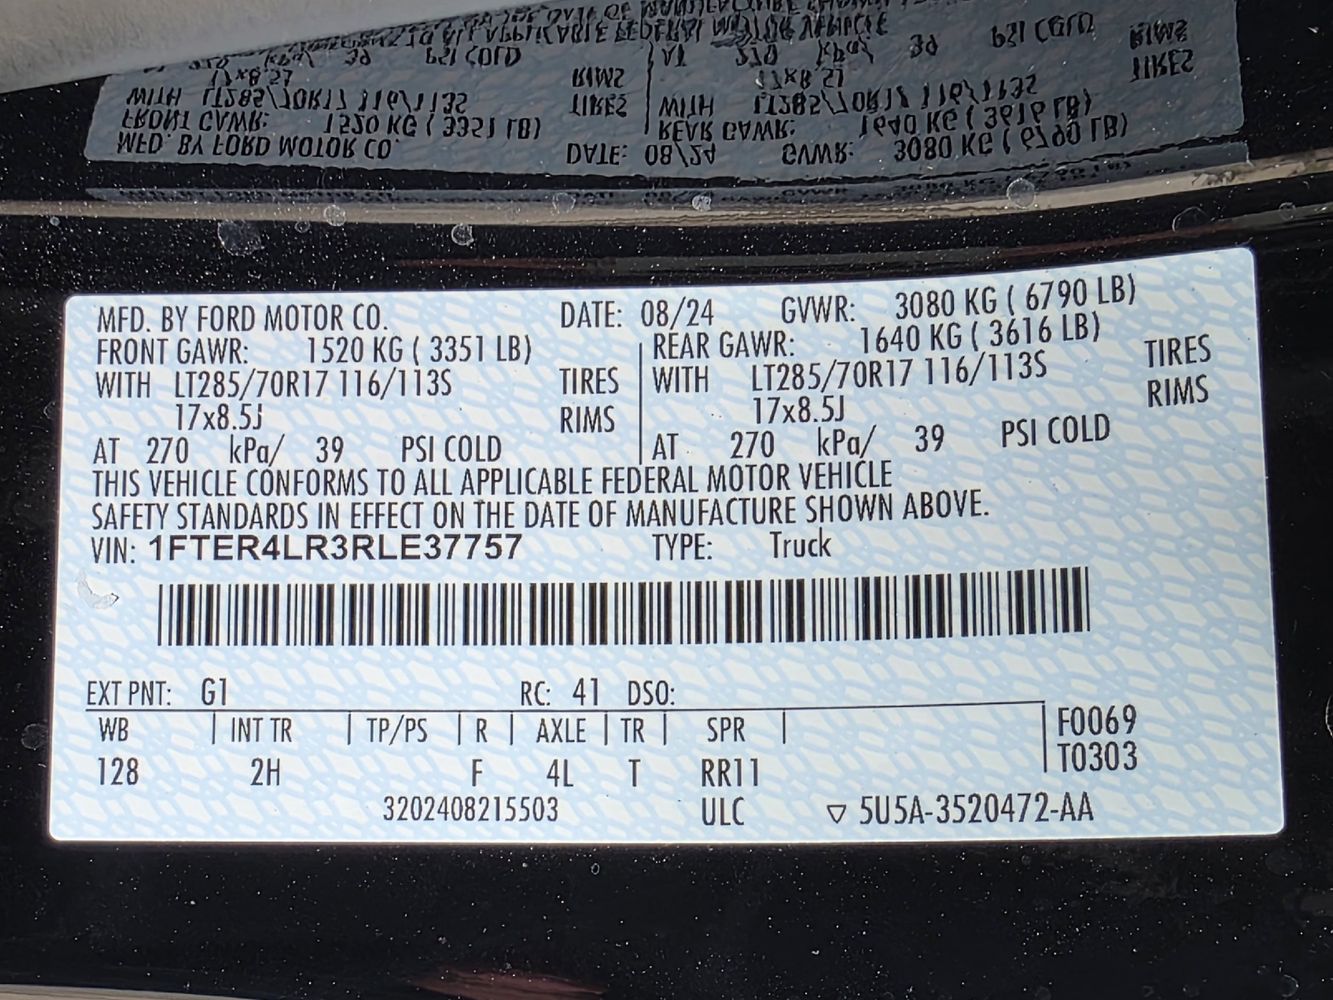 MFD. BY FORD MOTOR CO. DATE: 08/24 GVWR: 3080 KG ( 6790 LB)
FRONT GAWR: 1520 KG ( 3351 LB) REAR GAWR: 1640 KG ( 3616 LB)
WITH LT285/70R17 116/113S TIRES WITH LT285/70R17 116/113S TIRES
17x8.5J RIMS 17x8.5J RIMS
AT 270 kPa/ 39 PSI COLD AT 270 kPa/ 39 PSI COLD
THIS VEHICLE CONFORMS TO ALL APPLICABLE FEDERAL MOTOR VEHICLE
SAFETY STANDARDS IN EFFECT ON THE DATE OF MANUFACTURE SHOWN ABOVE.
VIN: 1FTER4LR3RLE37757 TYPE: Truck
EXT PNT: G1 RC: 41 DSO:
WB INT TR TP/PS R AXLE TR SPR F0069
128 2H F 4L T RR11 T0303
3202408215503 ULC ▽ 5U5A-3520472-AA